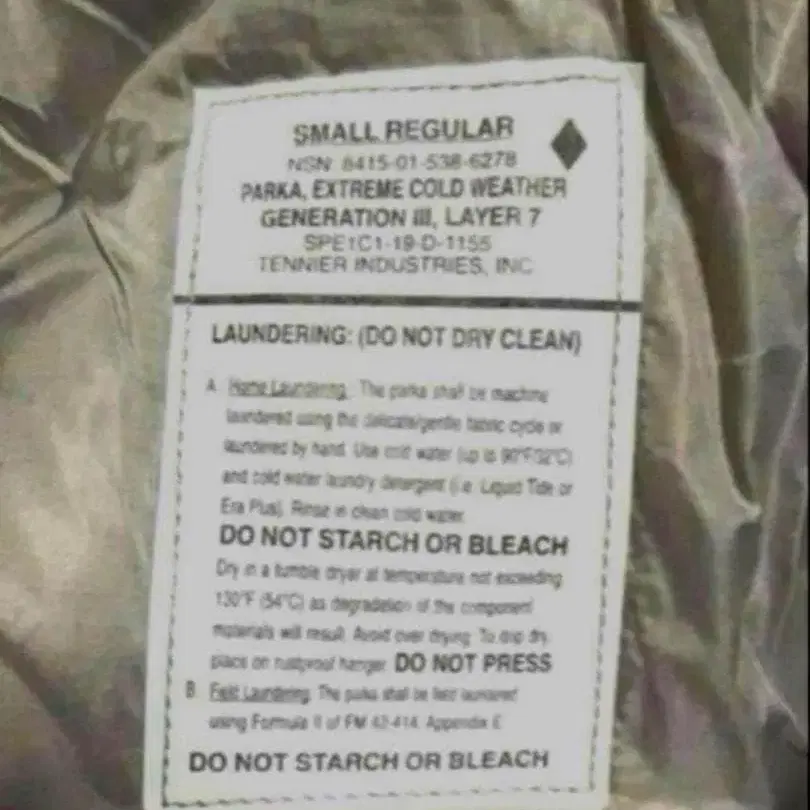 SMALL REGULAR
NSN 8415-01-538-6278
PARKA, EXTREME COLD WEATHER
GENERATION III, LAYER 7
SPE1C1-19-D-1155
TENNIER INDUSTRIES, INC
LAUNDERING: (DO NOT DRY CLEAN)
A Home Laundering. The parka shall be machine
laundered using the delicate/gentle fabric cycle or
laundered by hand. Use cold water (up to 90°F/32°C)
and cold water laundry detergent (i.e. Liquid Tide or
Era Plus). Rinse in clean cold water.
DO NOT STARCH OR BLEACH
Dry in a tumble dryer at temperature not exceeding
130°F (54°C) as degradation of the component
materials will result. Avoid over drying. To drip dry,
place on rustproof hanger. DO NOT PRESS
B Field Laundering. The parka shall be field laundered
using Formula II of FM 42-414, Appendix E
DO NOT STARCH OR BLEACH